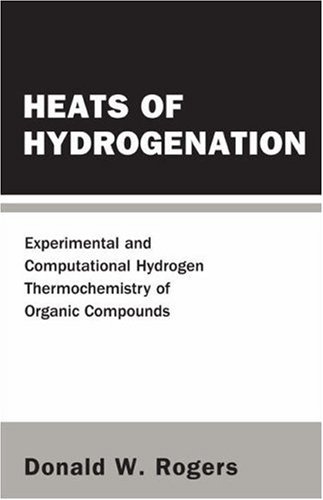 HEATS OF
HYDROGENATION
Experimental and
Computational Hydrogen
Thermochemistry of
Organic Compounds
Donald W. Rogers